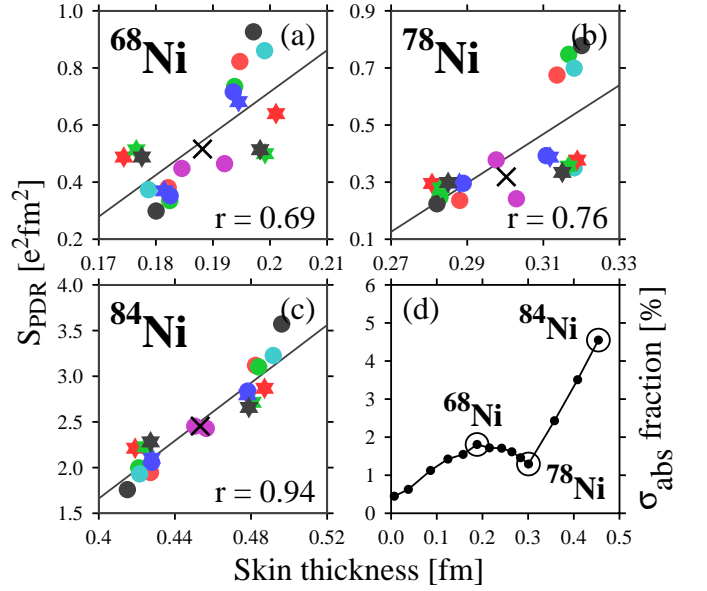 ⁶⁸Ni (a)
1.0
0.8
0.6
0.4
0.2
r = 0.69
0.17 0.18 0.19 0.2 0.21
⁷⁸Ni (b)
0.9
0.7
0.5
0.3
0.1
r = 0.76
0.27 0.29 0.31 0.33
S_PDR [e²fm²]
⁸⁴Ni (c)
4.0
3.5
3.0
2.5
2.0
1.5
r = 0.94
0.4 0.44 0.48 0.52
(d)
6
5
4
3
2
1
0
⁸⁴Ni
⁶⁸Ni
⁷⁸Ni
0.0 0.1 0.2 0.3 0.4 0.5
σ_abs fraction [%]
Skin thickness [fm]